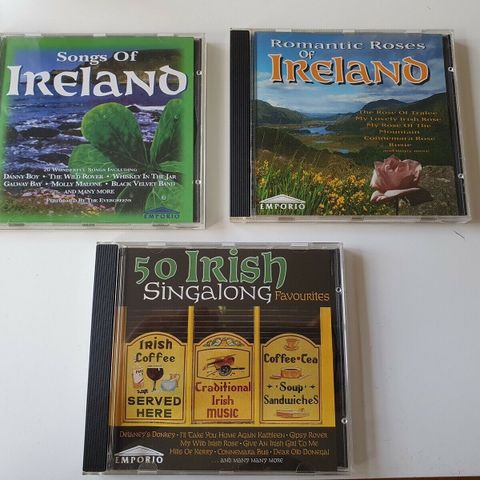 Songs Of
IRELAND
20 Wonderful Songs Including
Danny Boy • The Wild Rover • Whiskey In The Jar
Galway Bay • Molly Malone • Black Velvet Band
and many more
Performed By The Evergreens
EMPORIO
Romantic Roses
OF
IRELAND
The Rose Of Tralee
My Lovely Irish Rose
My Rose Of The
Mountain
Connemara Rose
Rosie
and many more
EMPORIO
50 IRISH
SINGALONG
FAVOURITES
IRISH
COFFEE
SERVED
HERE
Traditional
Irish
MUSIC
Coffee•Tea
Soup
SandwicheS
Delaney's Donkey • I'll Take You Home Again Kathleen • Gipsy Rover
My Wild Irish Rose • Give An Irish Girl To Me
Hills Of Kerry • Connemara Bus • Dear Old Donegal
... and many many more
EMPORIO